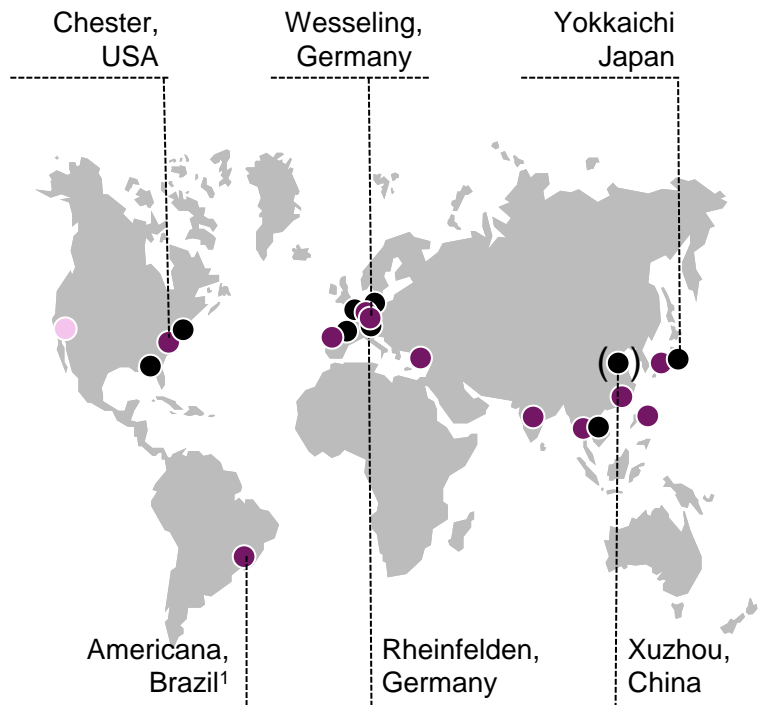 Chester,
USA
Wesseling,
Germany
Yokkaichi
Japan
( )
Americana,
Brazil¹
Rheinfelden,
Germany
Xuzhou,
China